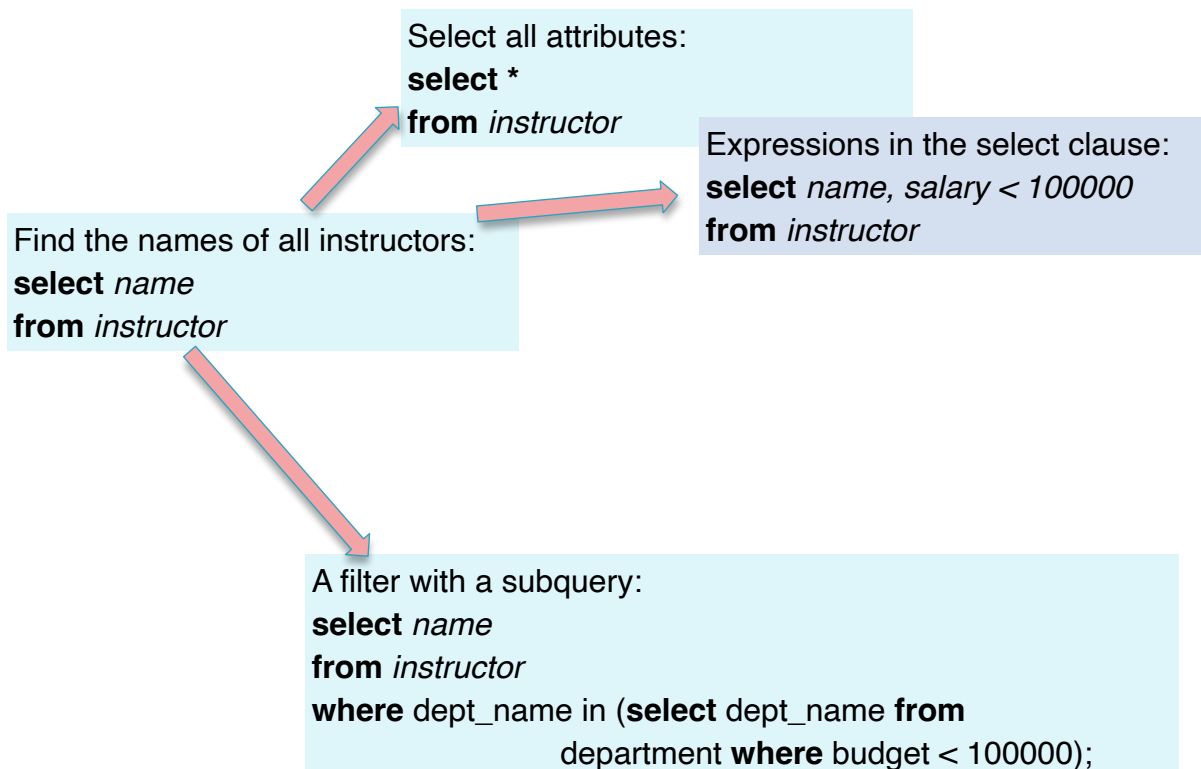 Select all attributes:
select *
from instructor
Expressions in the select clause:
select name, salary < 100000
from instructor
Find the names of all instructors:
select name
from instructor
A filter with a subquery:
select name
from instructor
where dept_name in (select dept_name from
department where budget < 100000);